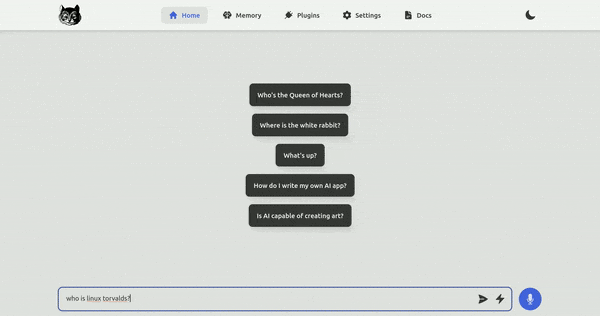 Home Memory Plugins Settings Docs
Who's the Queen of Hearts?
Where is the white rabbit?
What's up?
How do I write my own AI app?
Is AI capable of creating art?
who is linux torvalds?